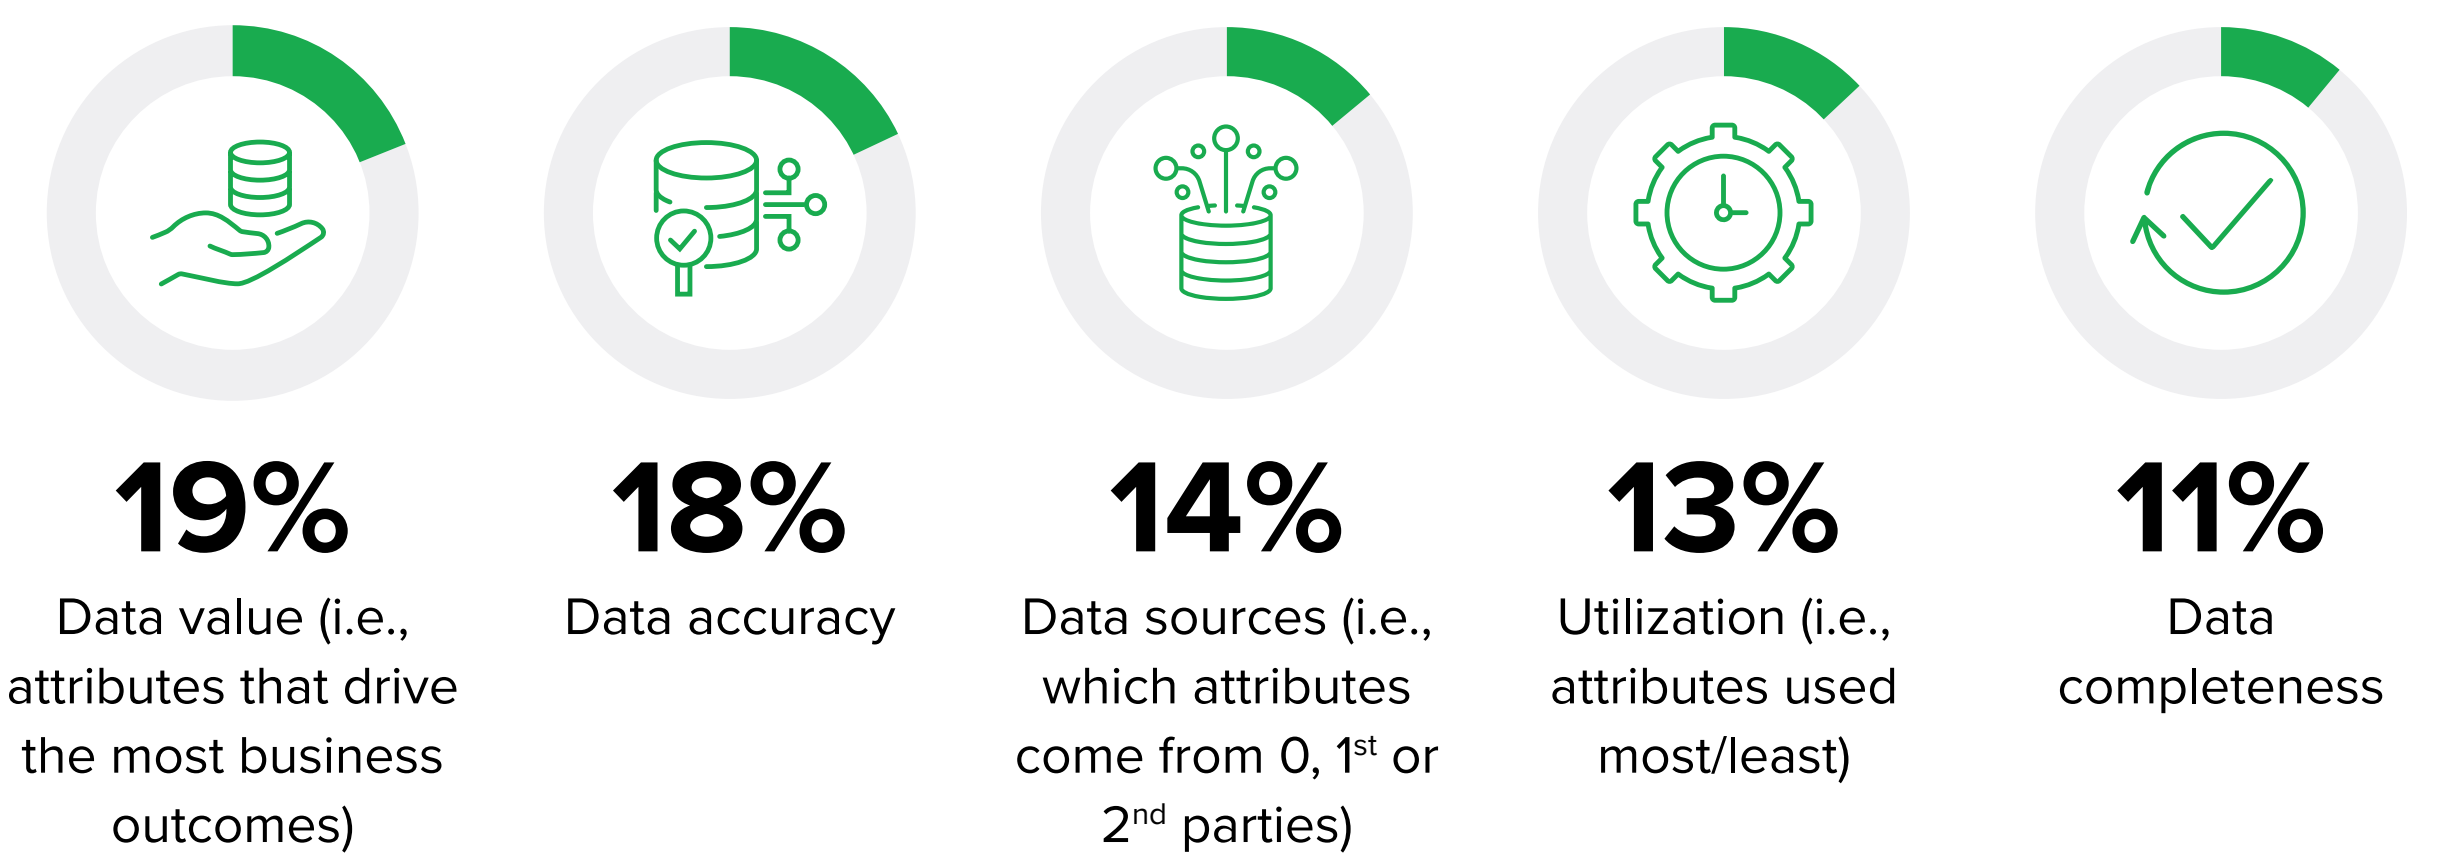 19%
Data value (i.e.,
attributes that drive
the most business
outcomes)
18%
Data accuracy
14%
Data sources (i.e.,
which attributes
come from 0, 1st or
2nd parties)
13%
Utilization (i.e.,
attributes used
most/least)
11%
Data
completeness